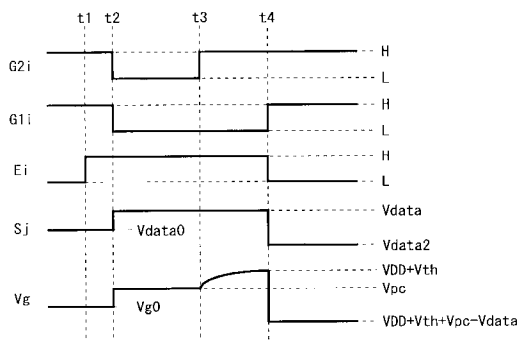 t1 t2 t3 t4
G2i H
L
G1i H
L
Ei H
L
Sj Vdata
Vdata0
Vdata2
VDD+Vth
Vg Vpc
Vg0
VDD+Vth+Vpc-Vdata